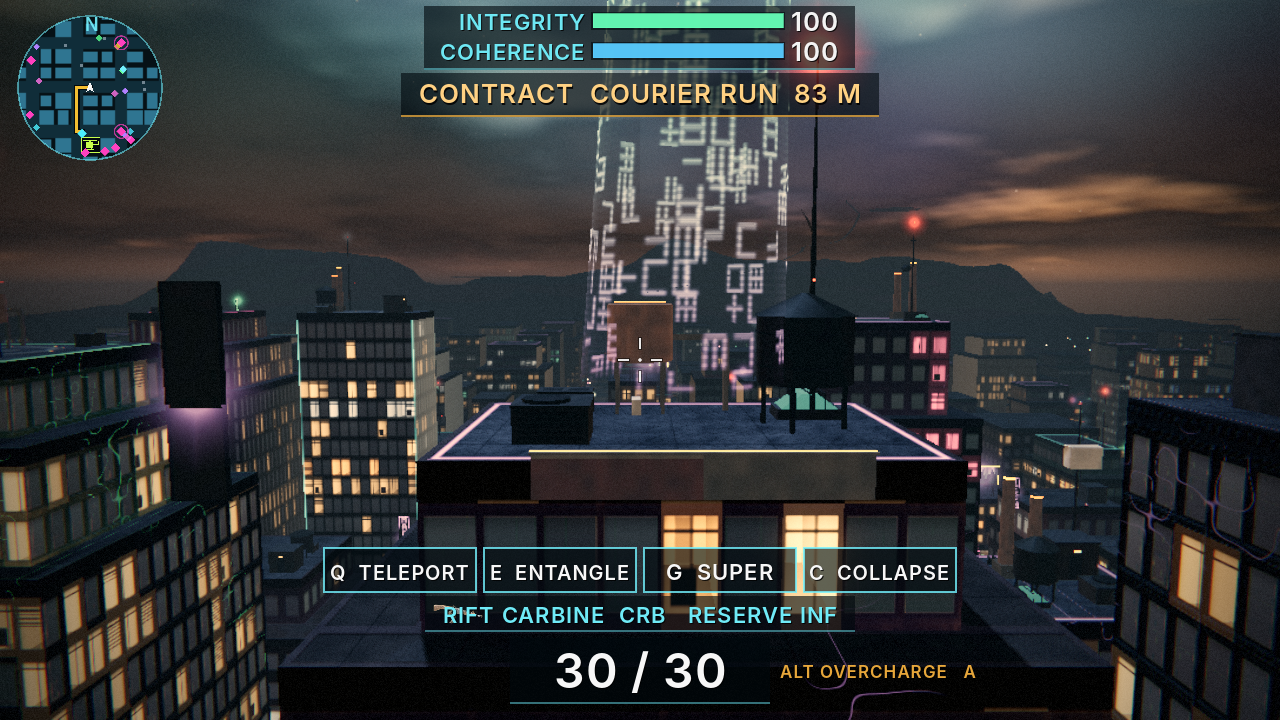 N
INTEGRITY 100
COHERENCE 100
CONTRACT COURIER RUN 83 M
Q TELEPORT E ENTANGLE G SUPER C COLLAPSE
RIFT CARBINE CRB RESERVE INF
30 / 30
ALT OVERCHARGE A